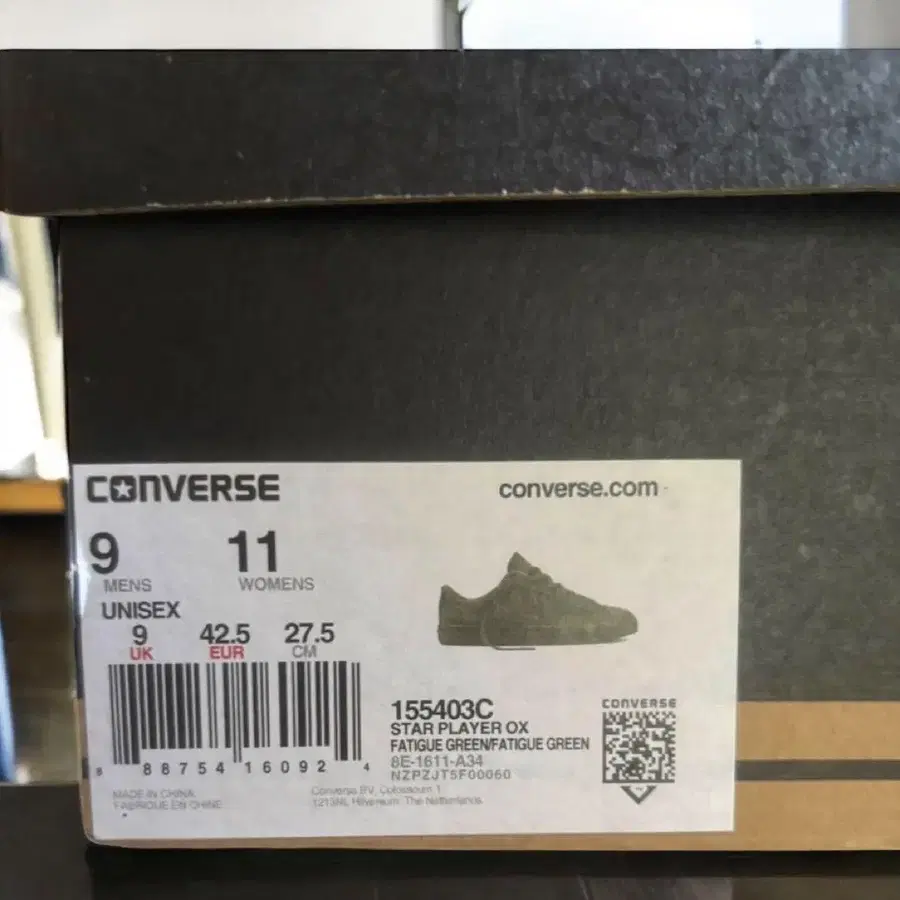 CONVERSE
converse.com
9 11
MENS WOMENS
UNISEX
9 42.5 27.5
UK EUR CM
8 88754 16092 4
155403C
STAR PLAYER OX
FATIGUE GREEN/FATIGUE GREEN
8E-1611-A34
NZPZJT5F00060
CONVERSE
MADE IN CHINA
FABRIQUE EN CHINE
Converse BV, Colosseum 1
1213NL Hilversum, The Netherlands